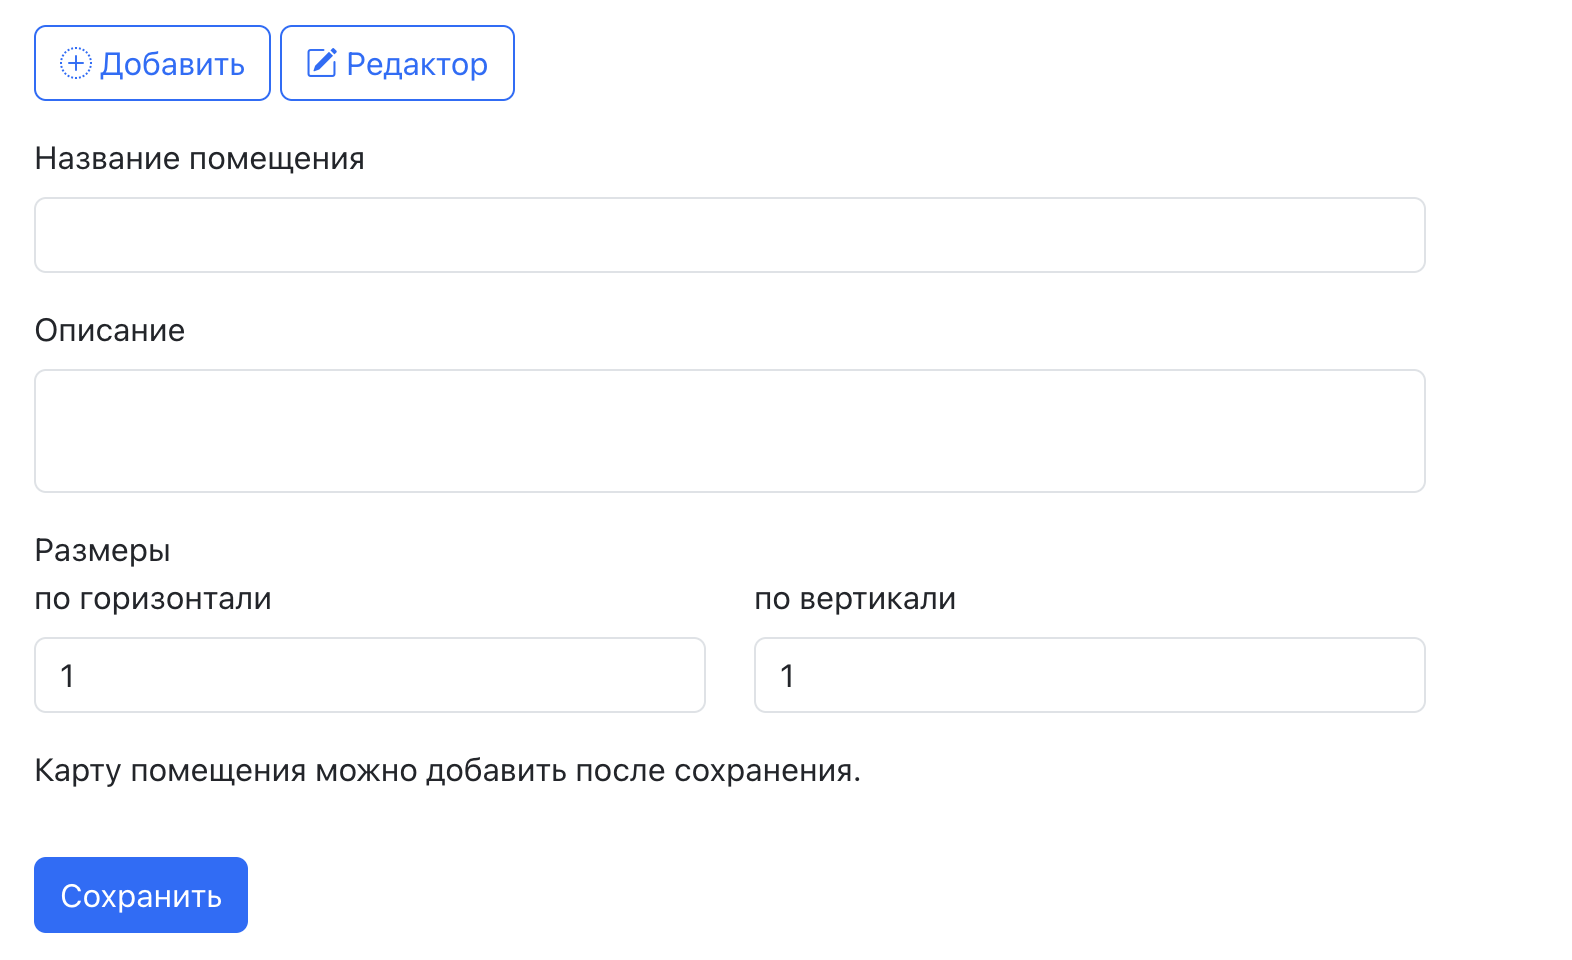 Добавить Редактор
Название помещения
Описание
Размеры
по горизонтали по вертикали
1 1
Карту помещения можно добавить после сохранения.
Сохранить